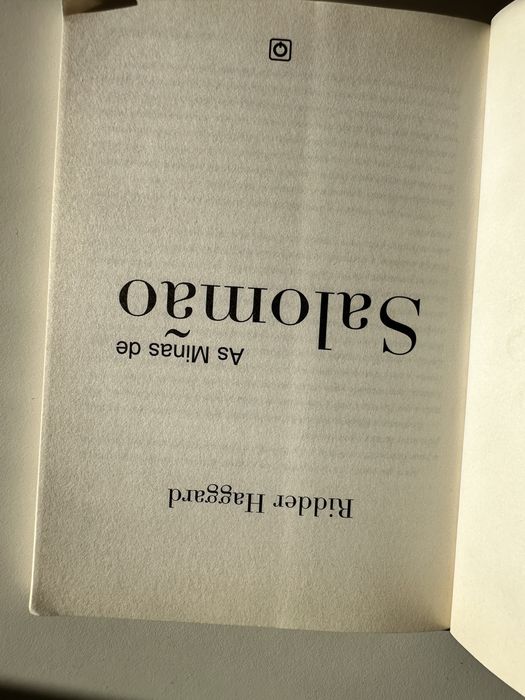 Ridder Haggard
As Minas de
Salomão